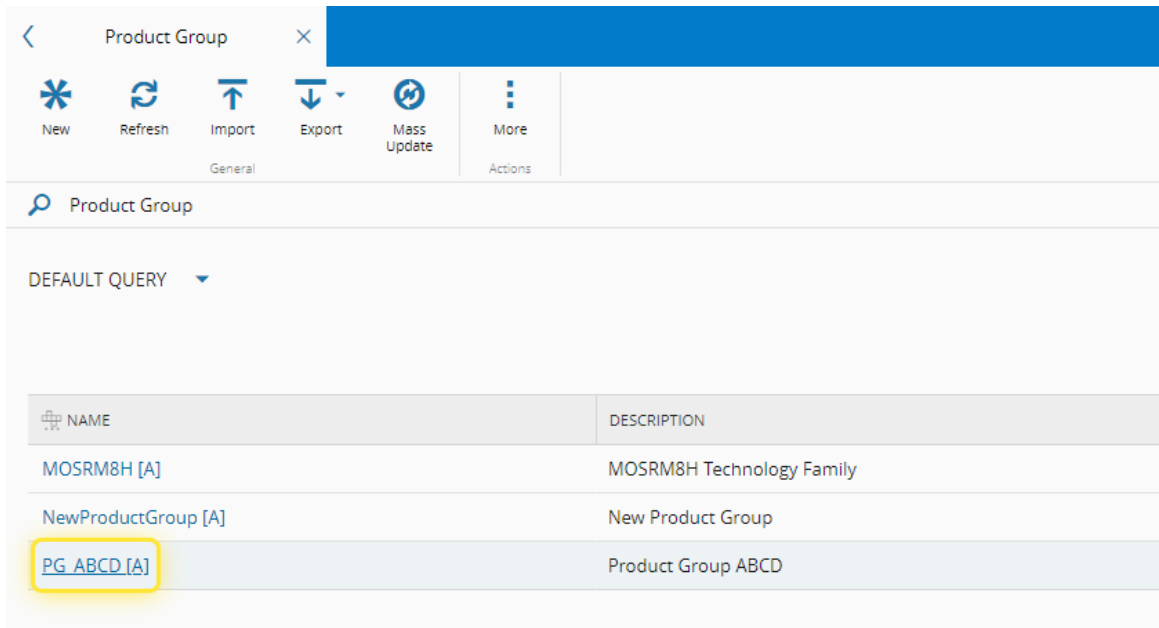 Product Group
New Refresh Import Export Mass Update More
General Actions
Product Group
DEFAULT QUERY
NAME DESCRIPTION
MOSRM8H [A] MOSRM8H Technology Family
NewProductGroup [A] New Product Group
PG_ABCD [A] Product Group ABCD